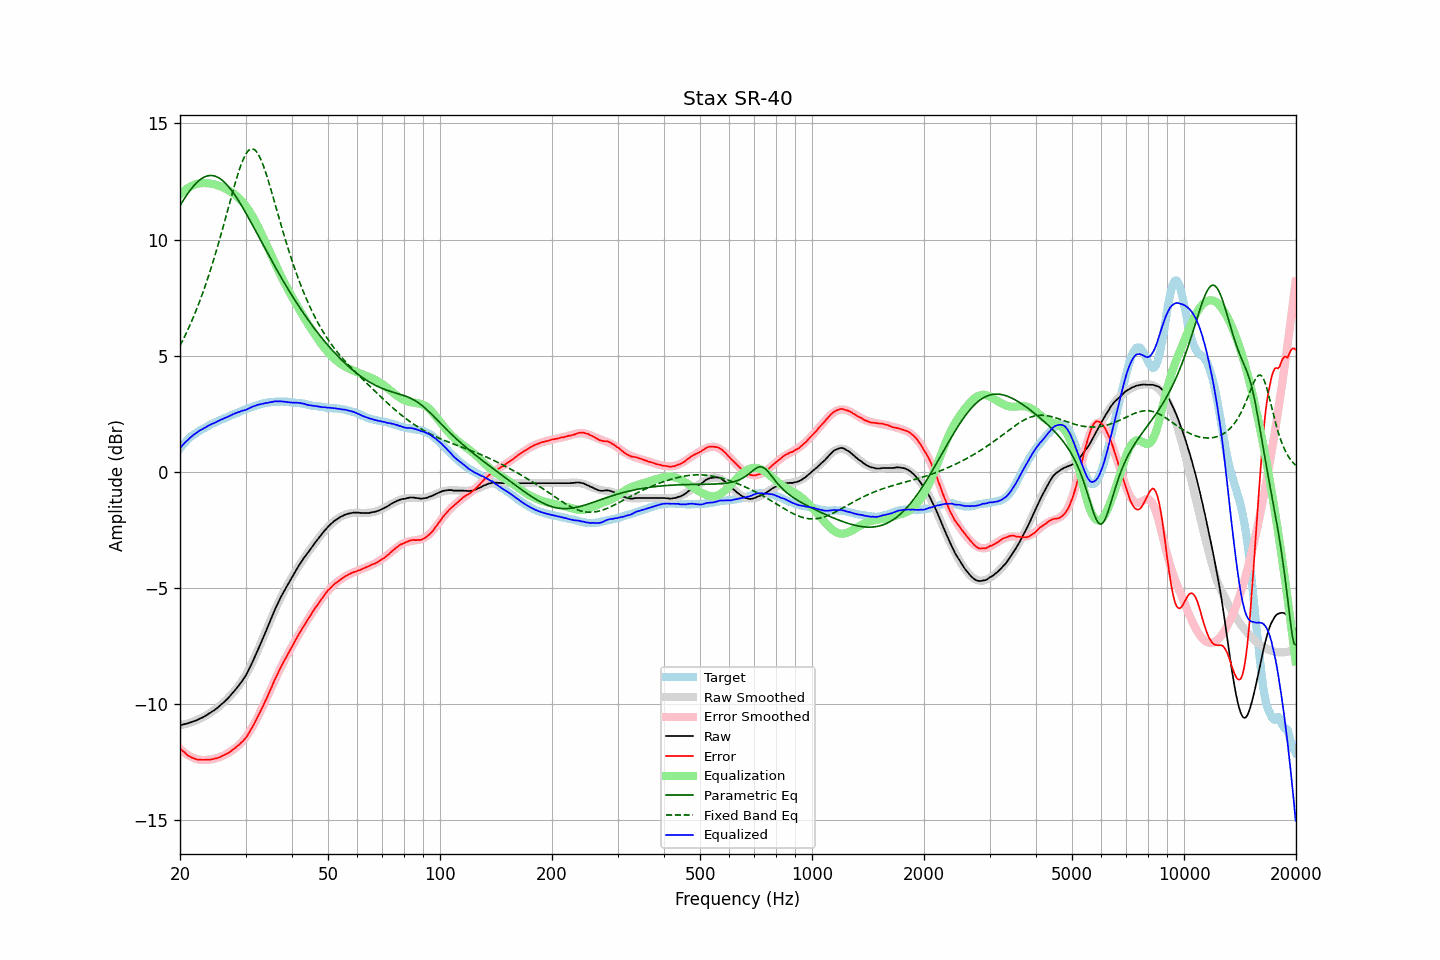 Stax SR-40
Amplitude (dBr)
15
10
5
0
−5
−10
−15
Target
Raw Smoothed
Error Smoothed
Raw
Error
Equalization
Parametric Eq
Fixed Band Eq
Equalized
20 50 100 200 500 1000 2000 5000 10000 20000
Frequency (Hz)